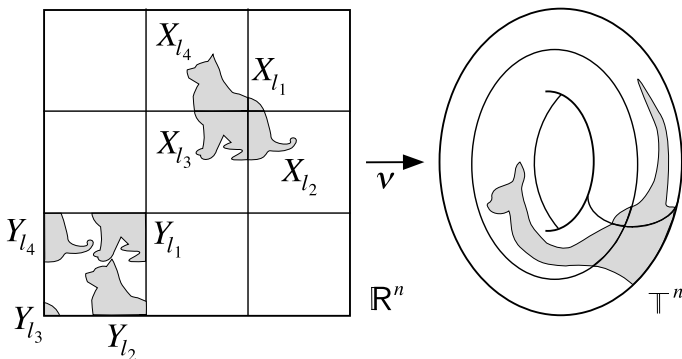 X_{l_4}
X_{l_1}
X_{l_3}
X_{l_2}
ν
Y_{l_4}
Y_{l_1}
Y_{l_3}
Y_{l_2}
ℝ^n
𝕋^n